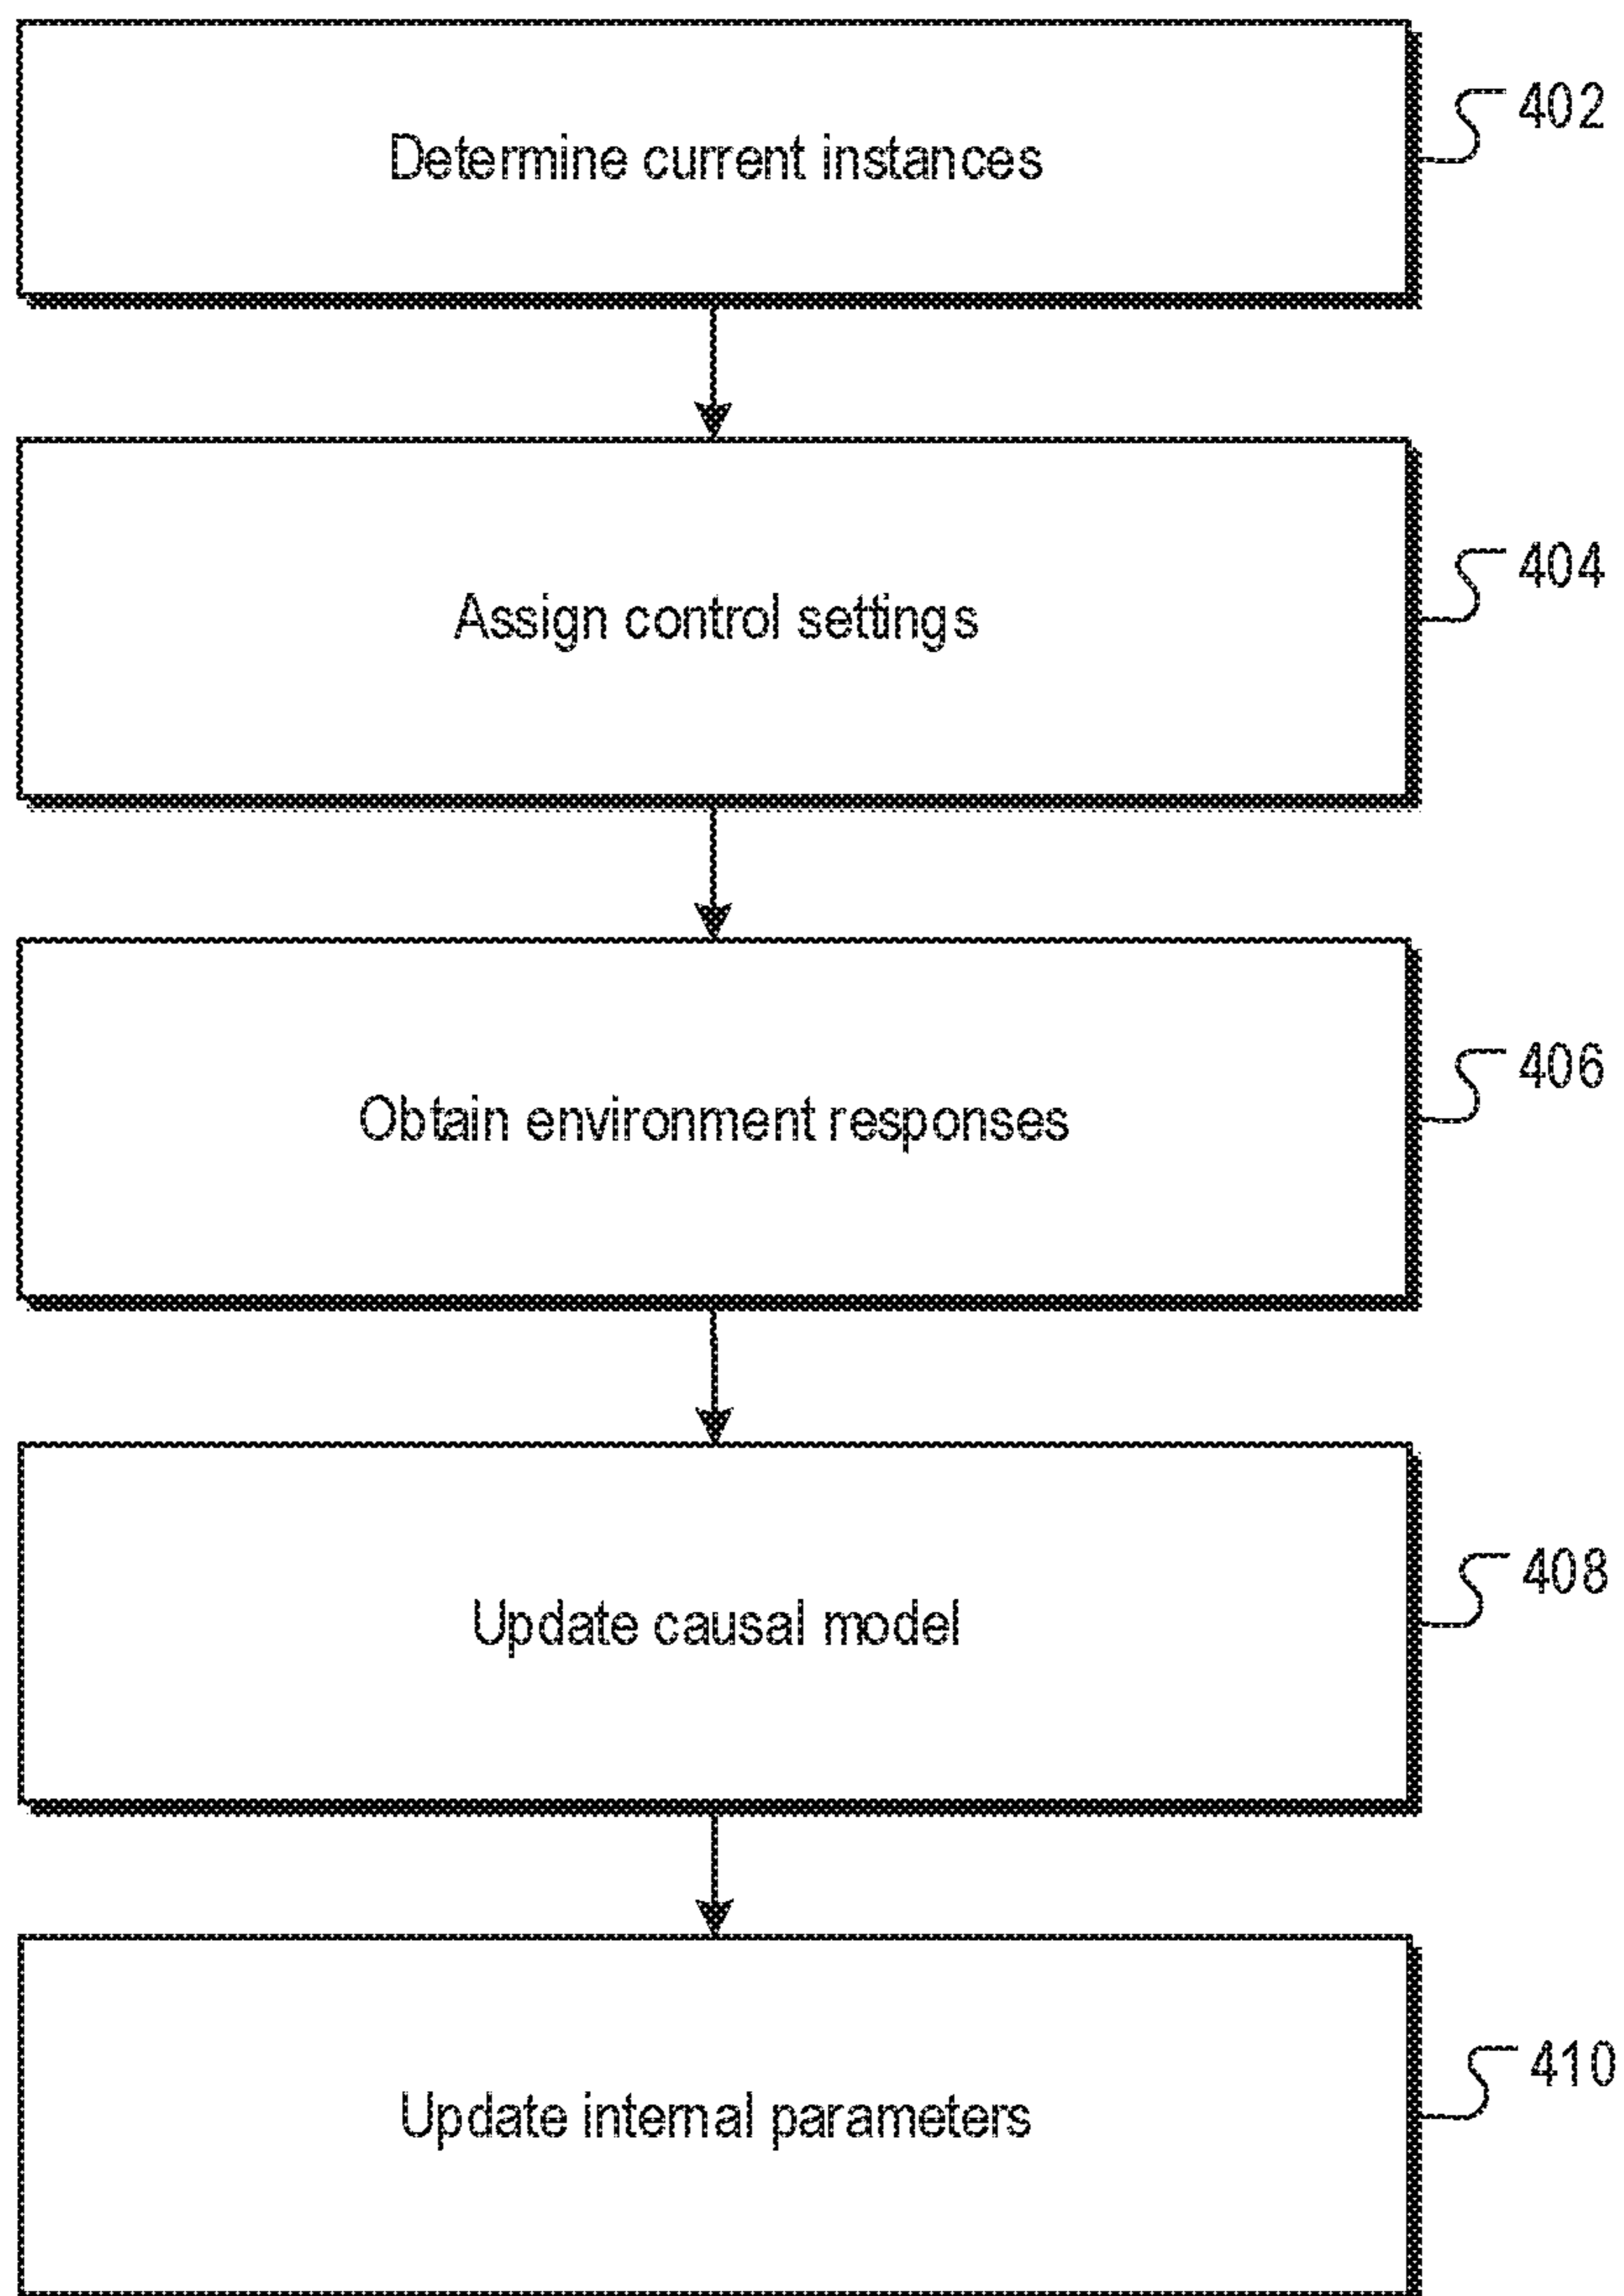 Determine current instances
402
Assign control settings
404
Obtain environment responses
406
Update causal model
408
Update internal parameters
410